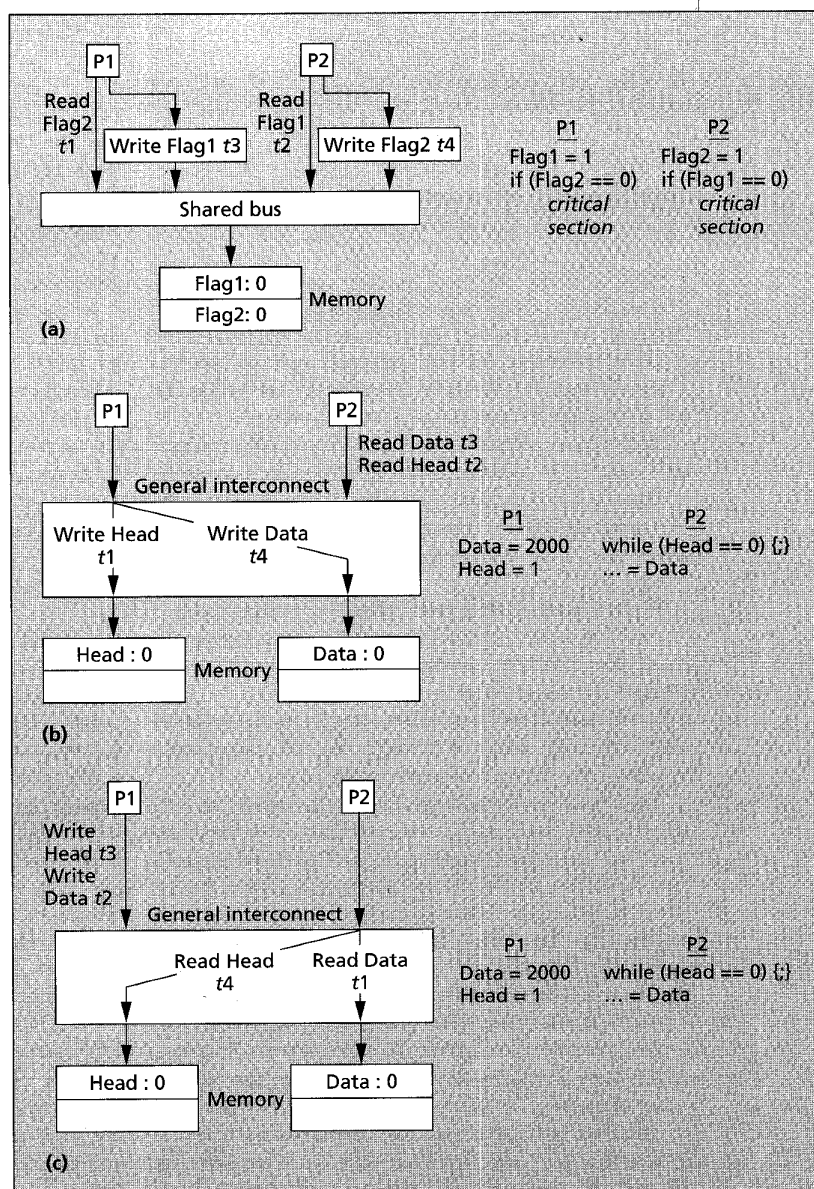 P1
P2
Read
Flag2
t1
Write Flag1 t3
Read
Flag1
t2
Write Flag2 t4
Shared bus
Flag1: 0
Flag2: 0
Memory
P1
Flag1 = 1
if (Flag2 == 0)
critical
section
P2
Flag2 = 1
if (Flag1 == 0)
critical
section
(a)
P1
P2
Read Data t3
Read Head t2
General interconnect
Write Head
t1
Write Data
t4
Head : 0
Memory
Data : 0
P1
Data = 2000
Head = 1
P2
while (Head == 0) {;}
... = Data
(b)
P1
P2
Write
Head t3
Write
Data t2
General interconnect
Read Head
t4
Read Data
t1
Head : 0
Memory
Data : 0
P1
Data = 2000
Head = 1
P2
while (Head == 0) {;}
... = Data
(c)